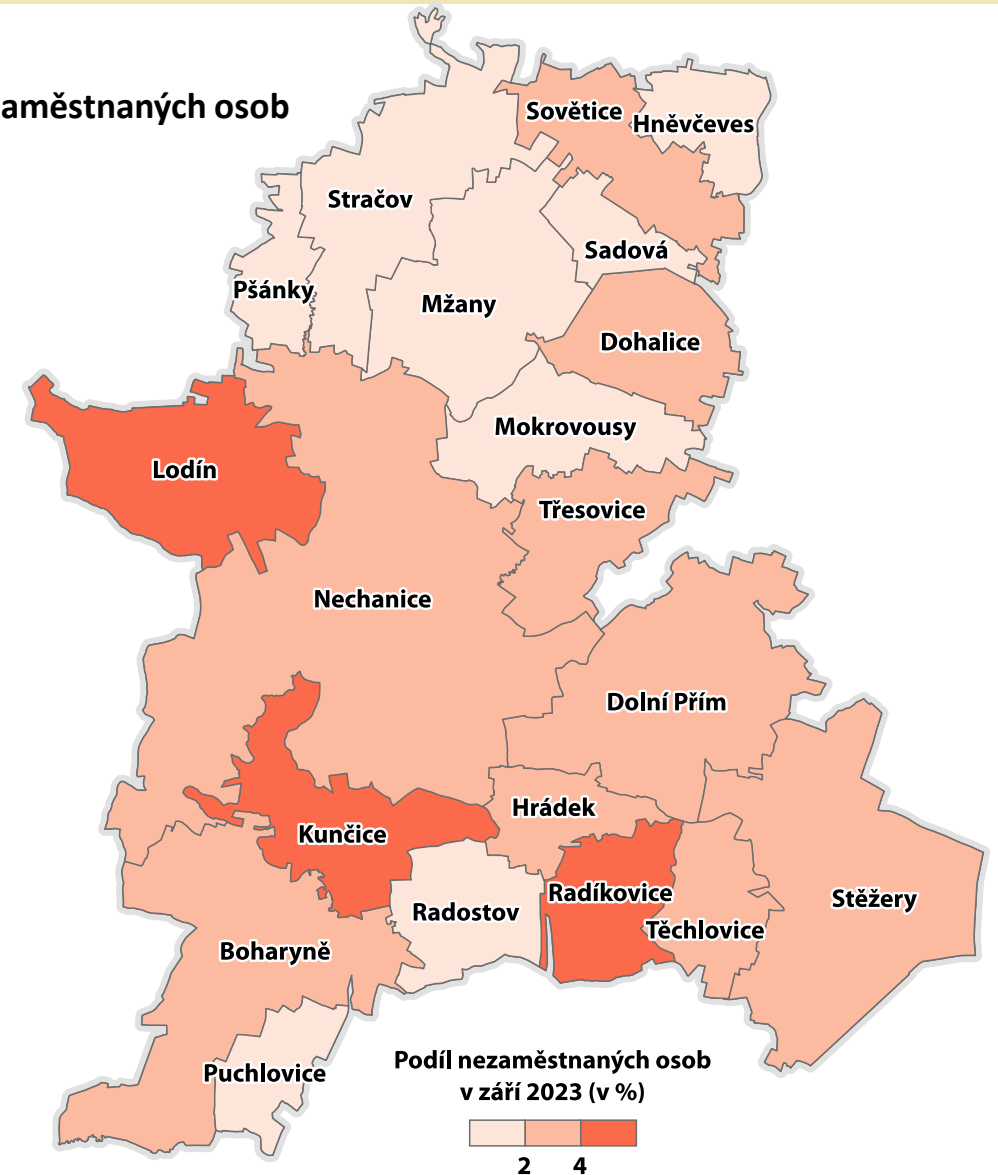 aměstnaných osob
Sovětice
Hněvčeves
Stračov
Sadová
Pšánky
Mžany
Dohalice
Mokrovousy
Lodín
Třesovice
Nechanice
Dolní Přím
Hrádek
Kunčice
Radíkovice
Stěžery
Radostov
Těchlovice
Boharyně
Puchlovice
Podíl nezaměstnaných osob
v září 2023 (v %)
2 4